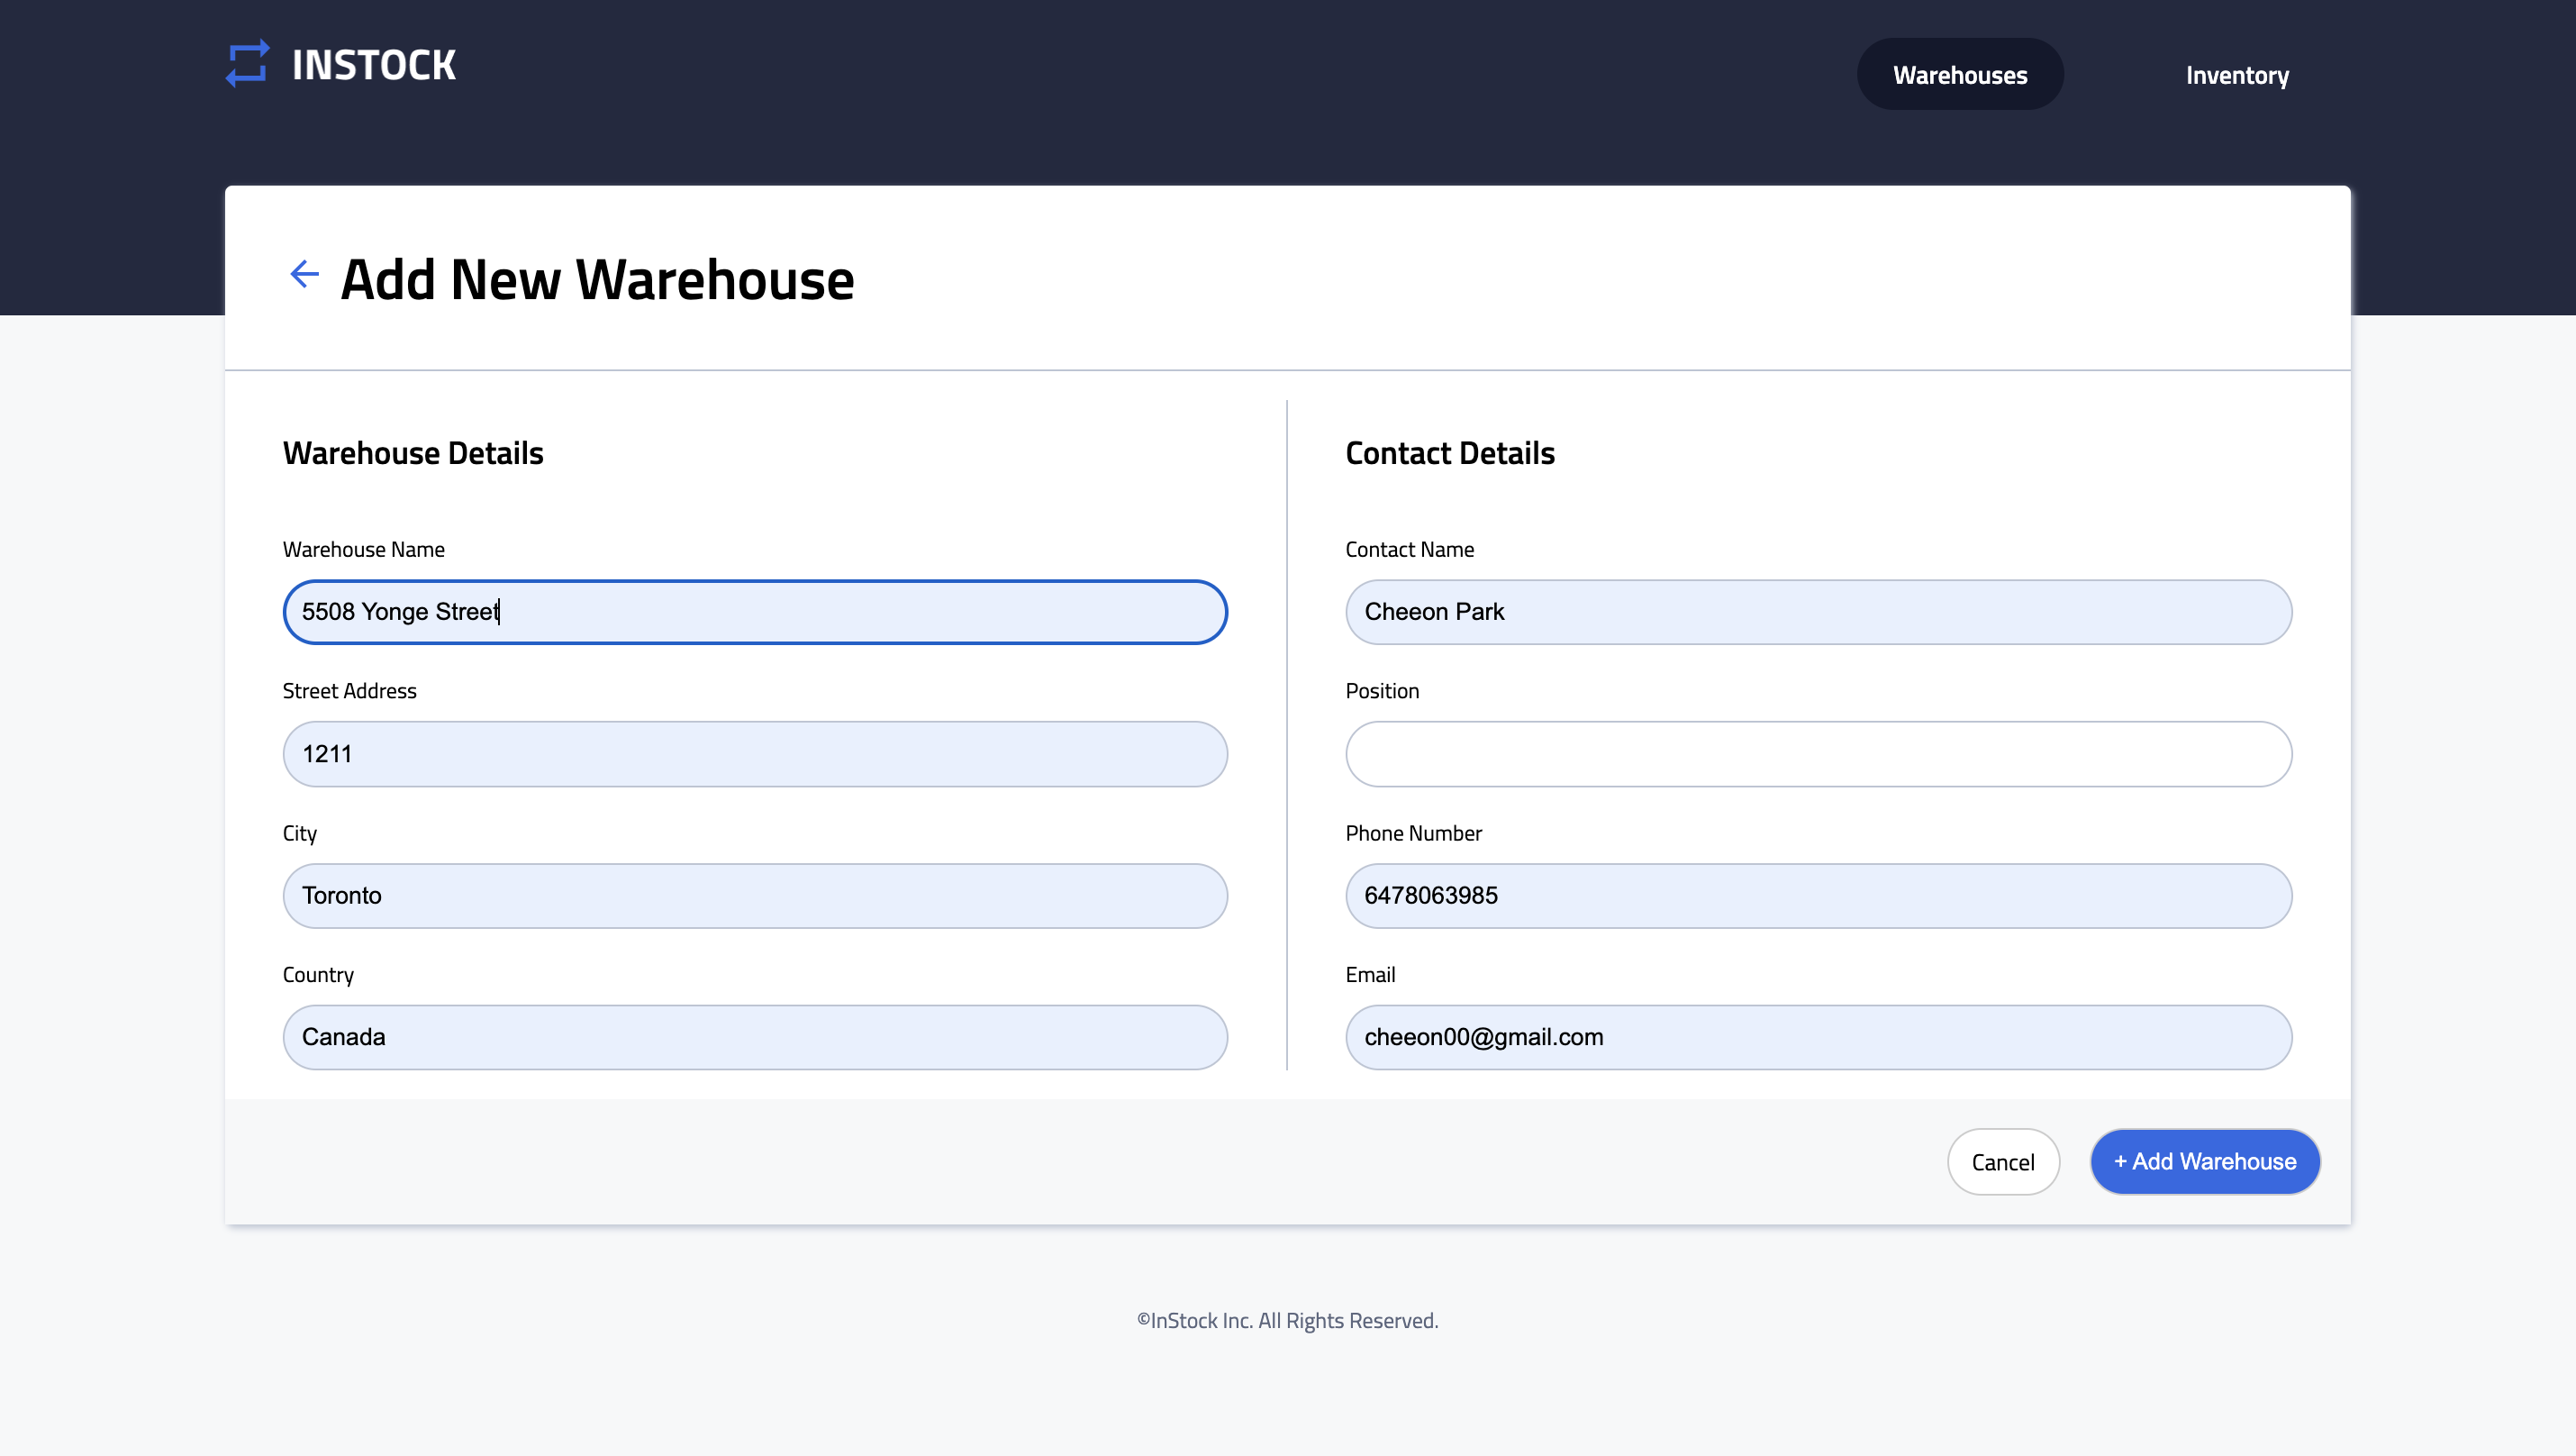 INSTOCK
Warehouses
Inventory
Add New Warehouse
Warehouse Details
Warehouse Name
5508 Yonge Street
Street Address
1211
City
Toronto
Country
Canada
Contact Details
Contact Name
Cheeon Park
Position
Phone Number
6478063985
Email
cheeon00@gmail.com
Cancel
+ Add Warehouse
©InStock Inc. All Rights Reserved.